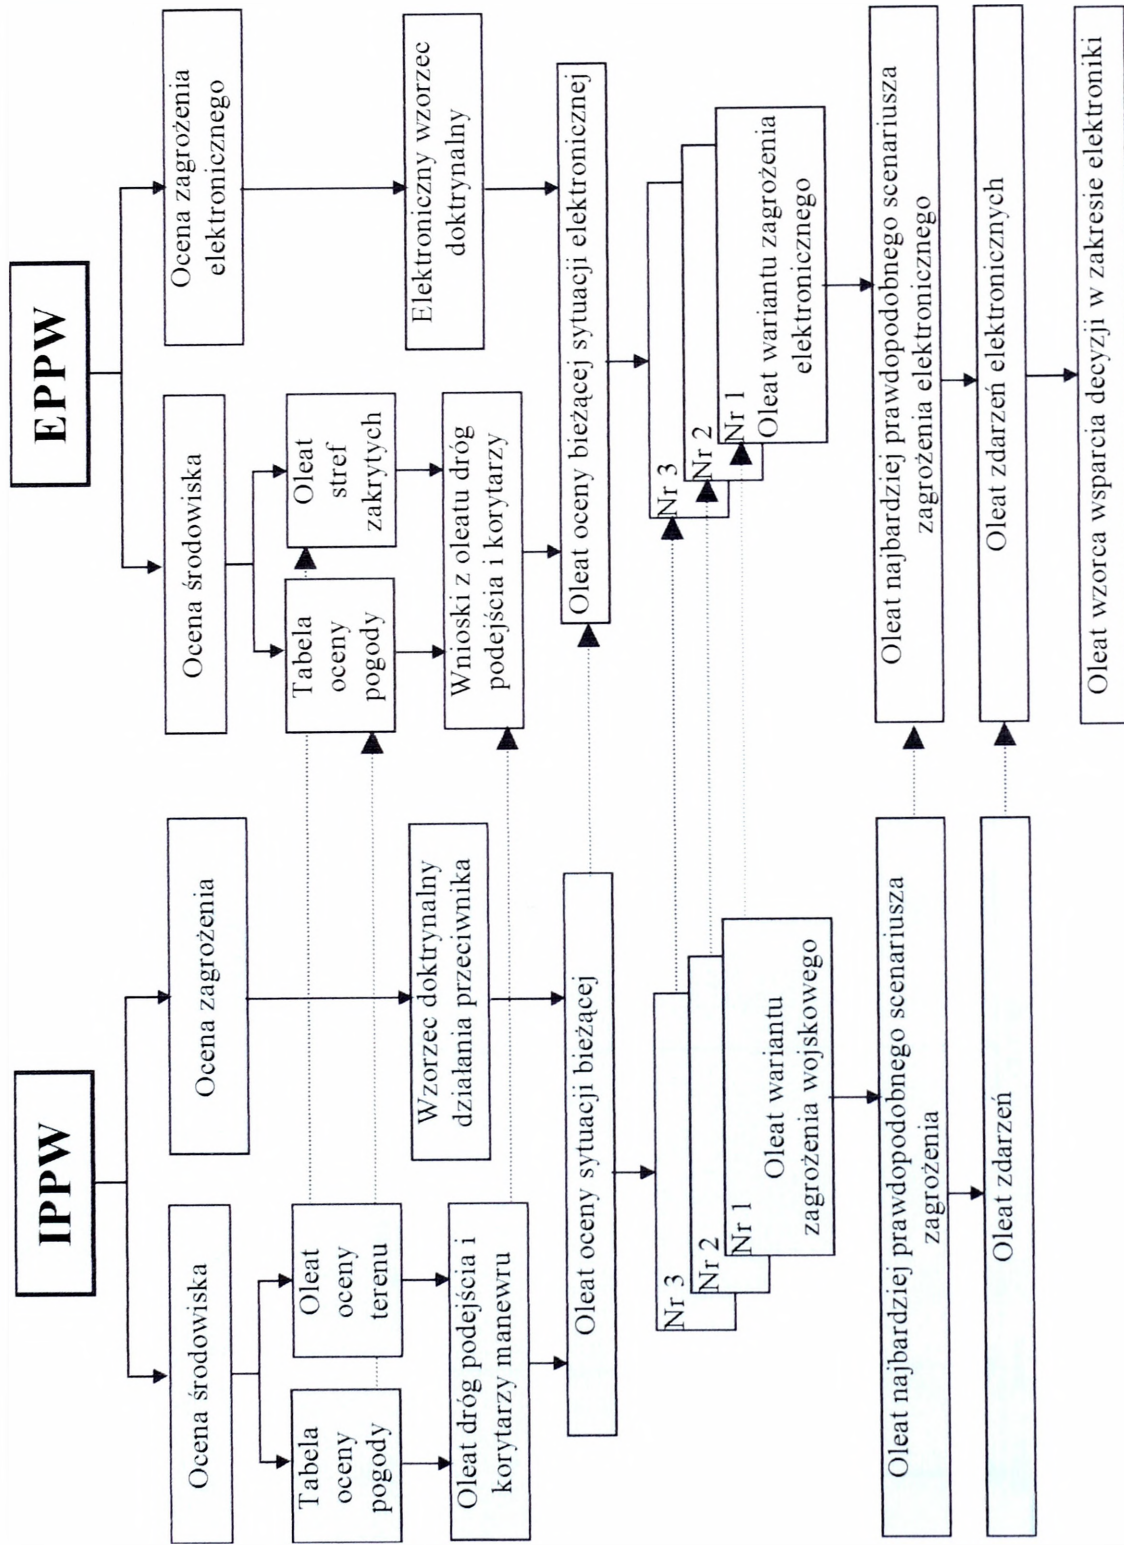 IPPW
Ocena środowiska
Ocena zagrożenia
Tabela
oceny
pogody
Oleat
oceny
terenu
Wzorzec doktrynalny
działania przeciwnika
Oleat dróg podejścia i
korytarzy manewru
Oleat oceny sytuacji bieżącej
Nr 3
Nr 2
Nr 1
Oleat wariantu
zagrożenia wojskowego
Oleat najbardziej prawdopodobnego scenariusza
zagrożenia
Oleat zdarzeń
EPPW
Ocena środowiska
Ocena zagrożenia
elektronicznego
Tabela
oceny
pogody
Oleat
stref
zakrytych
Elektroniczny wzorzec
doktrynalny
Wnioski z oleatu dróg
podejścia i korytarzy
Oleat oceny bieżącej sytuacji elektronicznej
Nr 3
Nr 2
Nr 1
Oleat wariantu zagrożenia
elektronicznego
Oleat najbardziej prawdopodobnego scenariusza
zagrożenia elektronicznego
Oleat zdarzeń elektronicznych
Oleat wzorca wsparcia decyzji w zakresie elektroniki